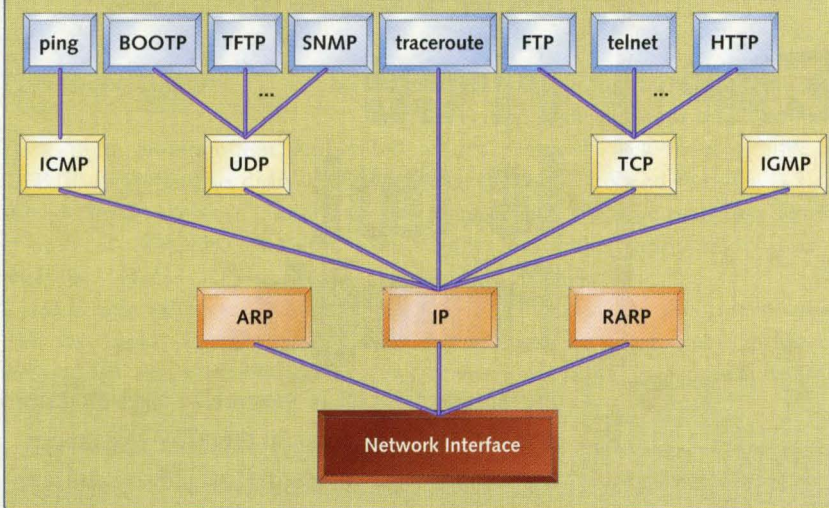 ping BOOTP TFTP SNMP traceroute FTP telnet HTTP
... ...
ICMP UDP TCP IGMP
ARP IP RARP
Network Interface